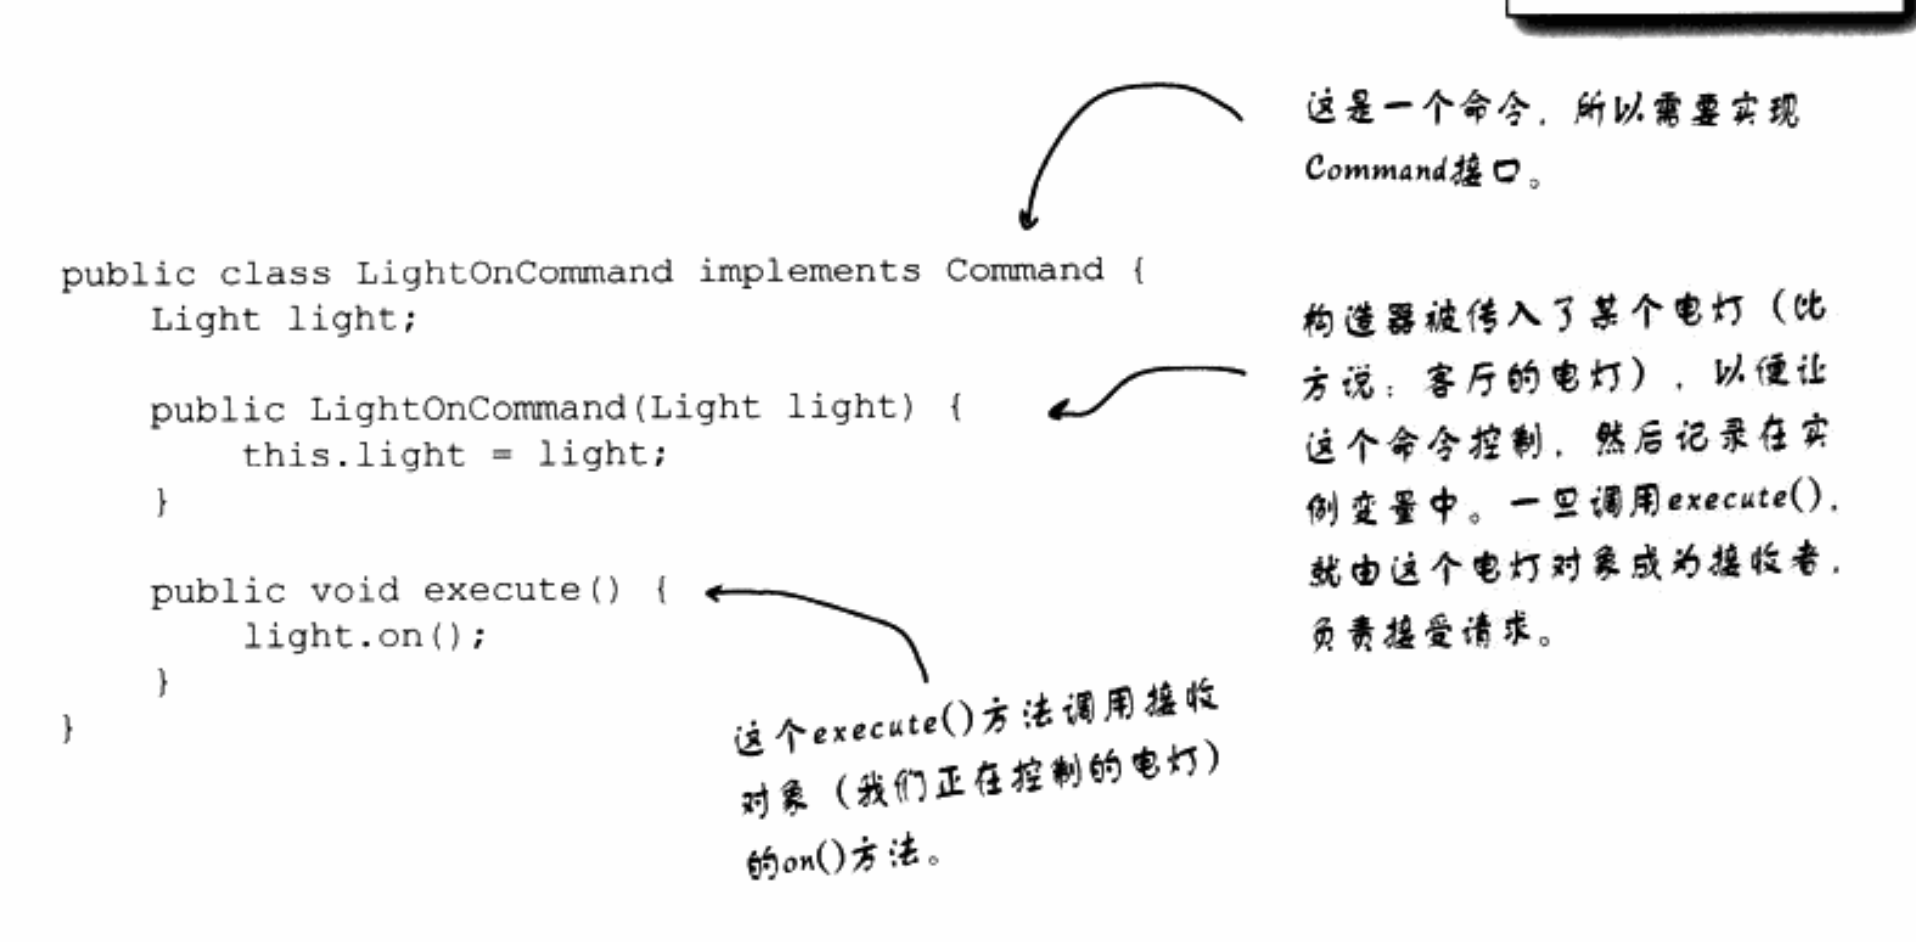 这是一个命令，所以需要实现
Command接口。
public class LightOnCommand implements Command {
    Light light;
    public LightOnCommand(Light light) {
        this.light = light;
    }
构造器被传入了某个电灯（比
方说：客厅的电灯），以便让
这个命令控制，然后记录在实
例变量中。一旦调用execute()，
就由这个电灯对象成为接收者，
负责接受请求。
    public void execute() {
        light.on();
    }
}
这个execute()方法调用接收
对象（我们正在控制的电灯）
的on()方法。